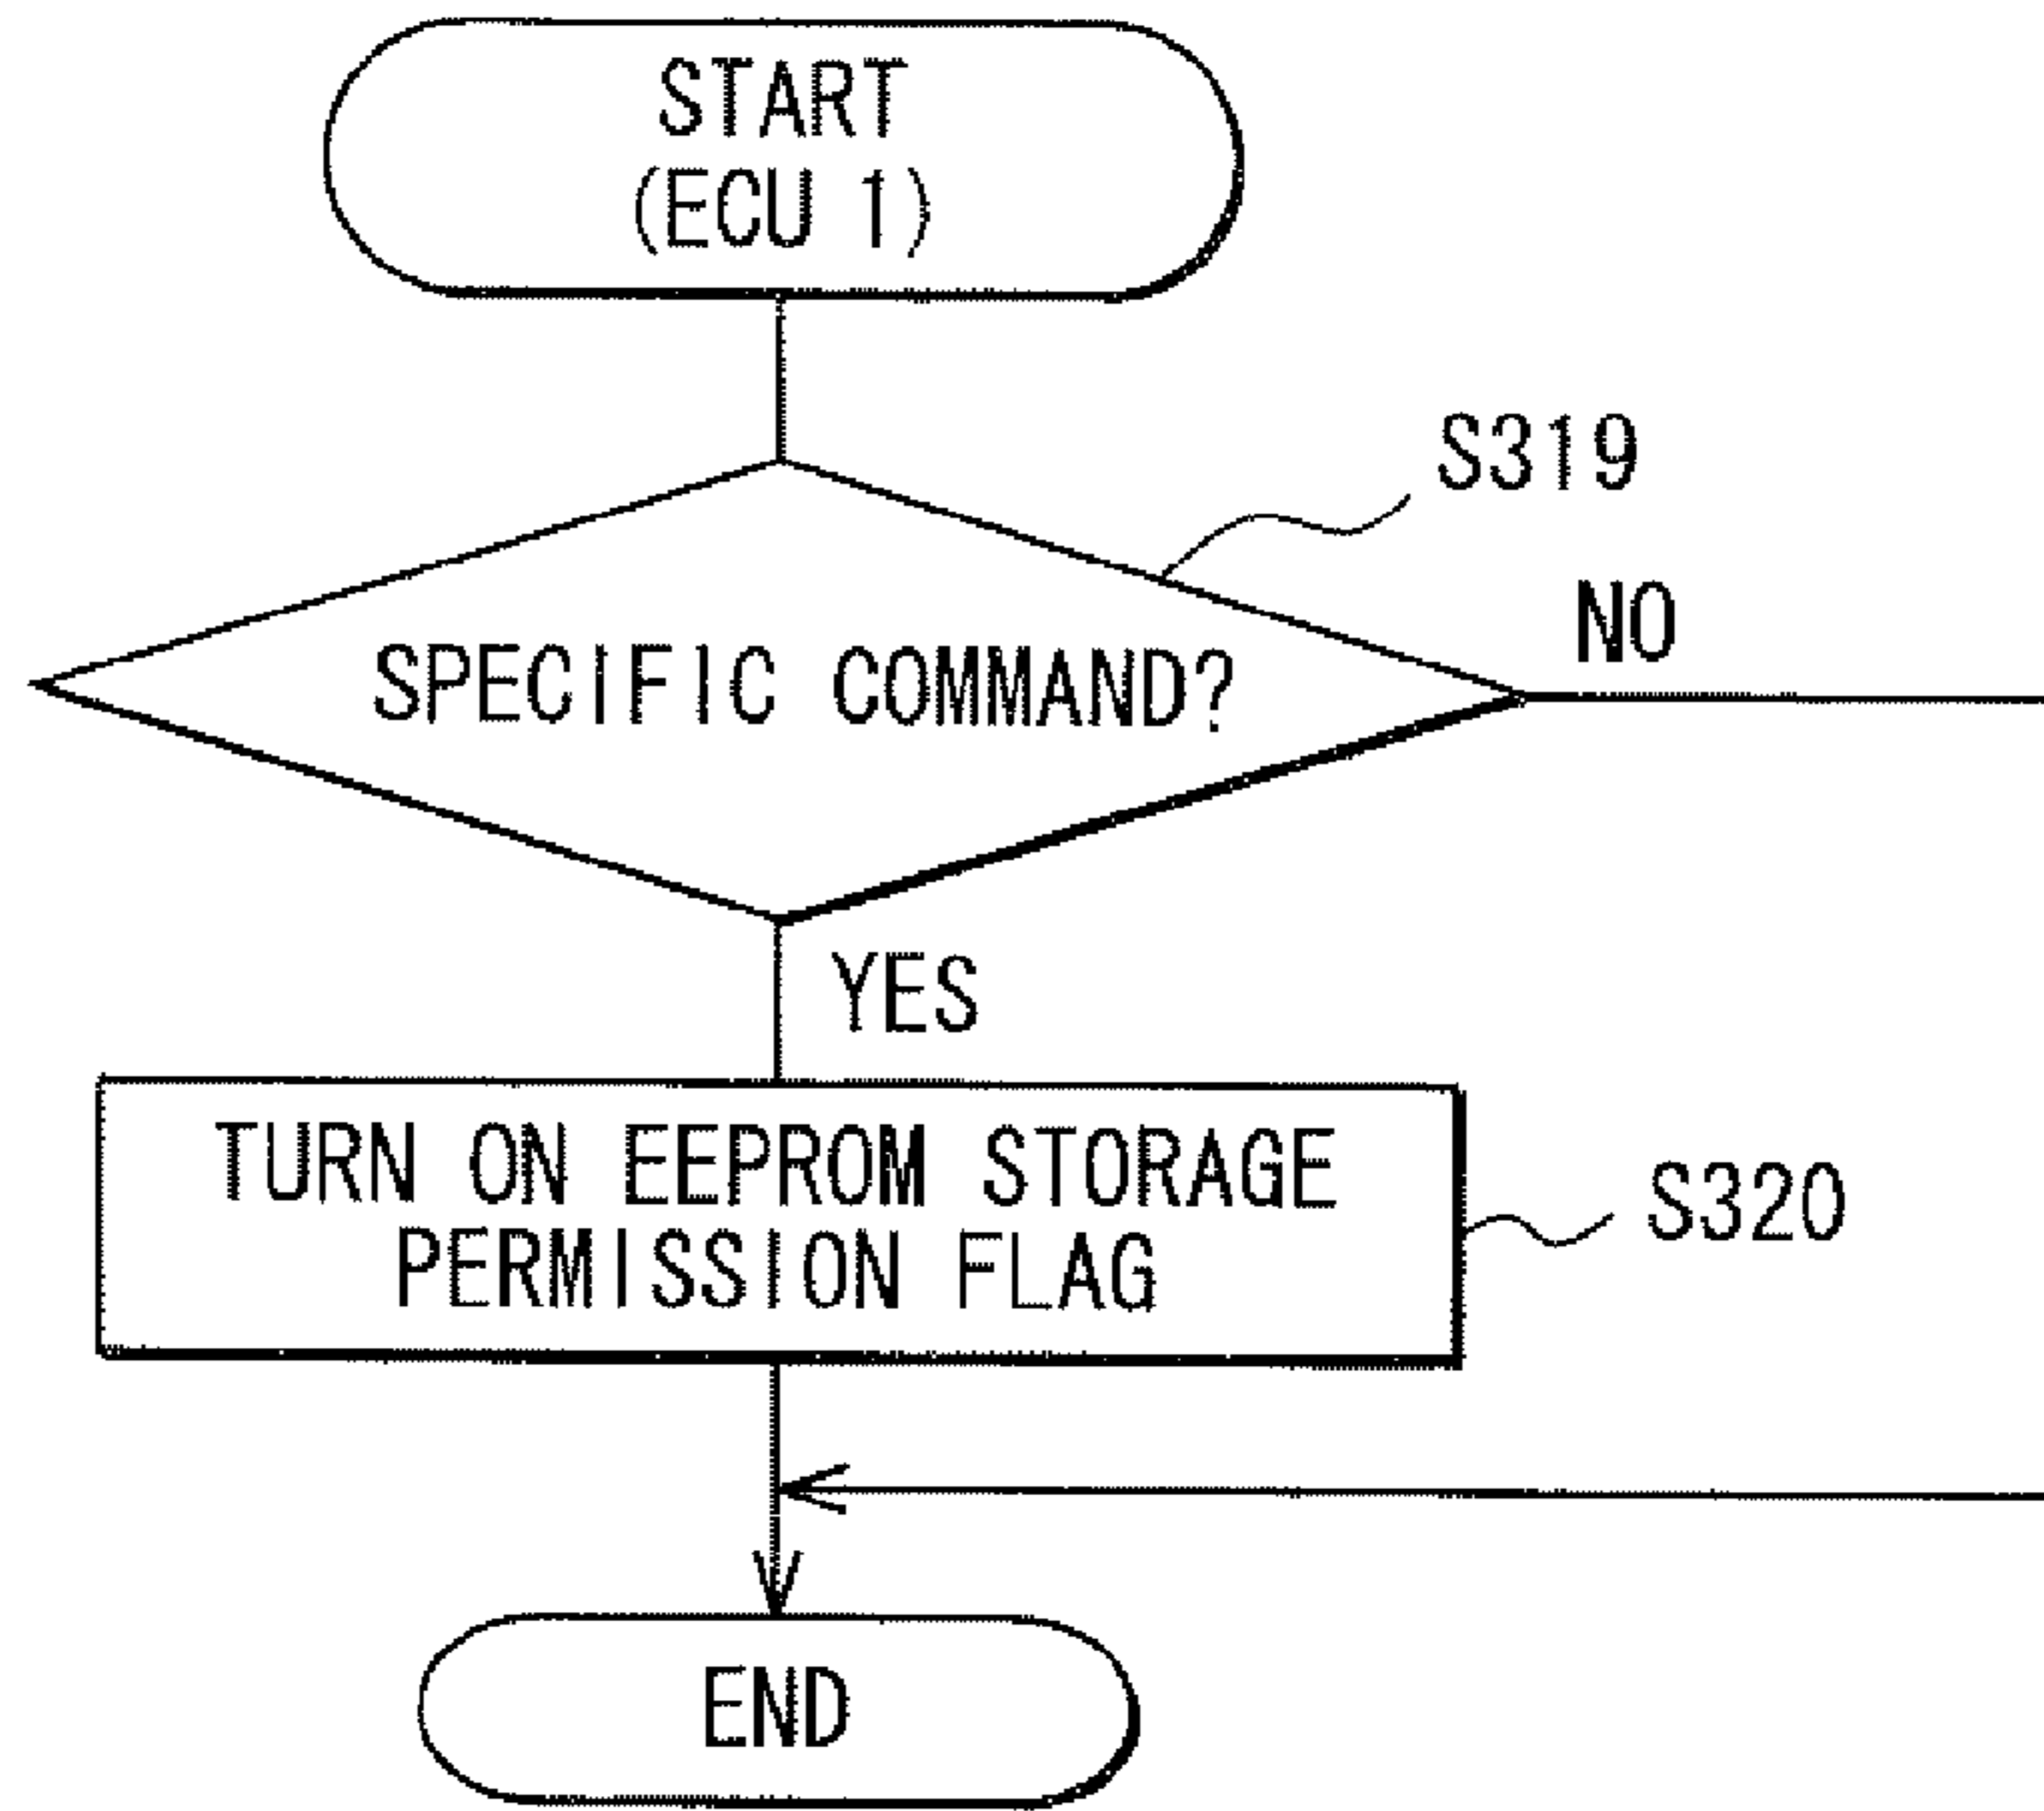 START
(ECU 1)
S319
NO
SPECIFIC COMMAND?
YES
TURN ON EEPROM STORAGE
PERMISSION FLAG
S320
END